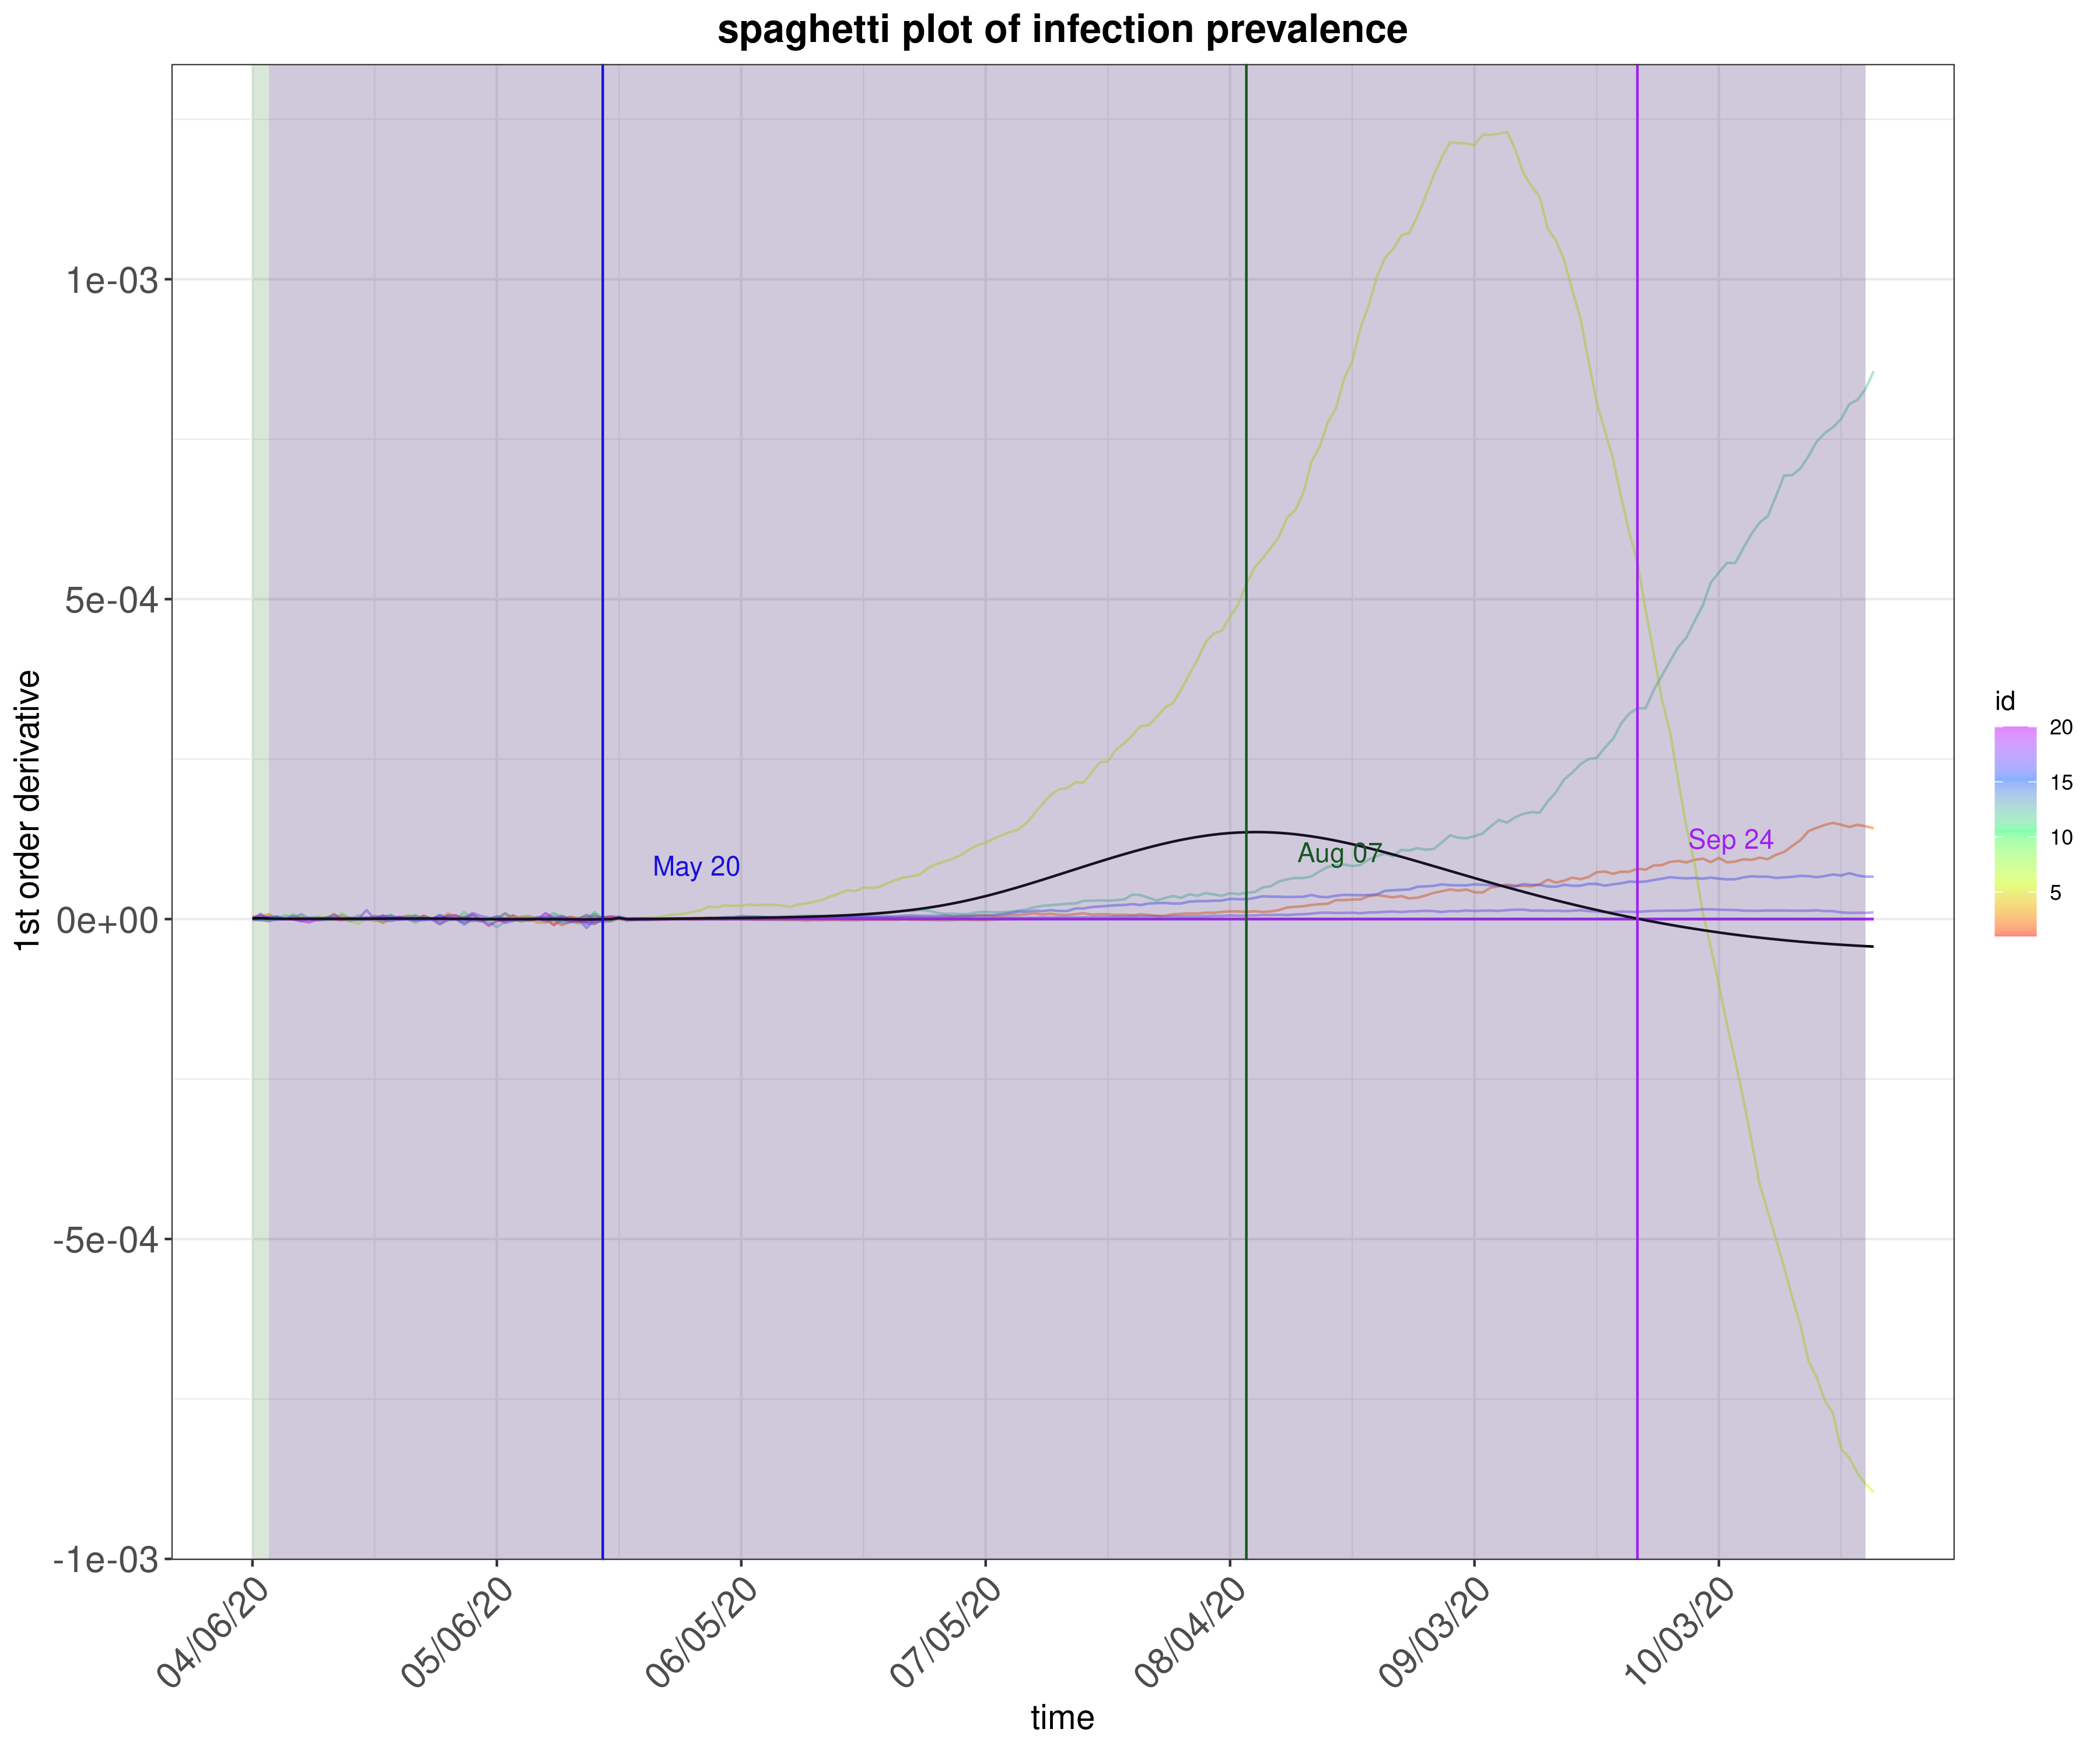 spaghetti plot of infection prevalence
1st order derivative
1e-03
5e-04
0e+00
-5e-04
-1e-03
May 20
Aug 07
Sep 24
04/06/20
05/06/20
06/05/20
07/05/20
08/04/20
09/03/20
10/03/20
time
id
20
15
10
5